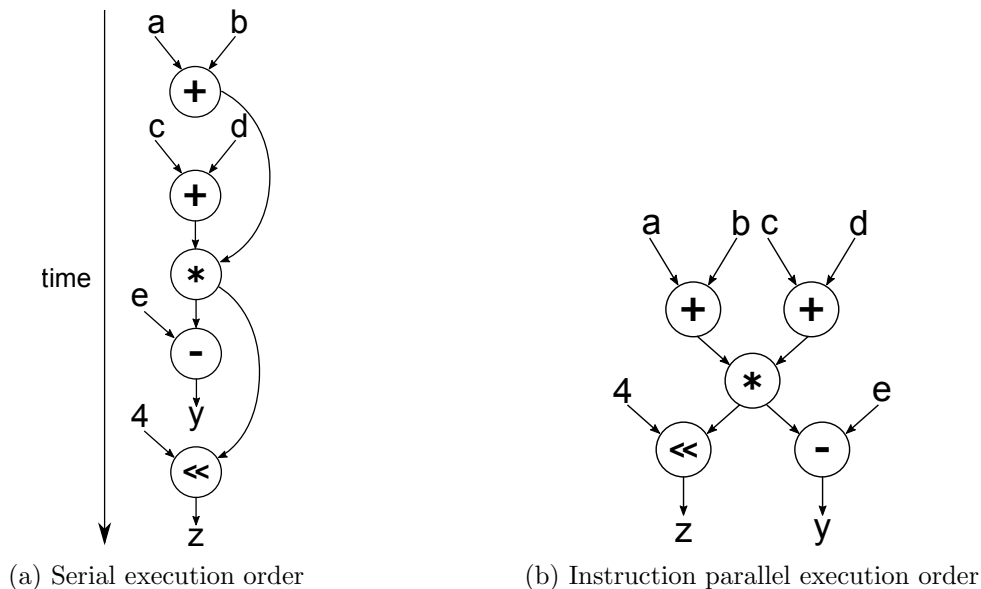 a b
+
c d
+
time
*
e
-
y
4
<<
z
(a) Serial execution order
a b c d
+ +
*
4 e
<< -
z y
(b) Instruction parallel execution order